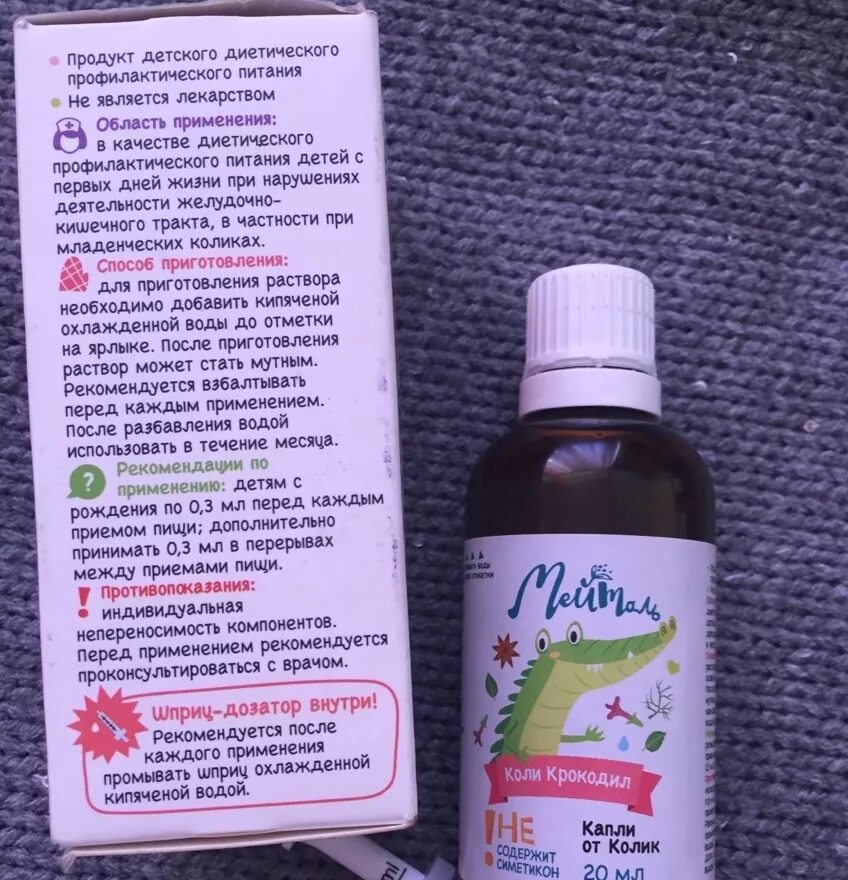 Продукт детского диетического
профилактического питания
Не является лекарством
Область применения:
в качестве диетического
профилактического питания детей с
первых дней жизни при нарушениях
деятельности желудочно-
кишечного тракта, в частности при
младенческих коликах.
Способ приготовления:
для приготовления раствора
необходимо добавить кипяченой
охлажденной воды до отметки
на ярлыке. После приготовления
раствор может стать мутным.
Рекомендуется взбалтывать
перед каждым применением.
После разбавления водой
использовать в течение месяца.
?
Рекомендации по
применению: детям с
рождения по 0,3 мл перед каждым
приемом пищи; дополнительно
принимать 0,3 мл в перерывах
между приемами пищи.
!
Противопоказания:
индивидуальная
непереносимость компонентов.
Перед применением рекомендуется
проконсультироваться с врачом.
Шприц-дозатор внутри!
Рекомендуется после
каждого применения
промывать шприц охлажденной
кипяченой водой.
ml
воды
этикетки
Мейталь
Коли Крокодил
!НЕ
содержит
симетикон
Капли
от Колик
20 мл